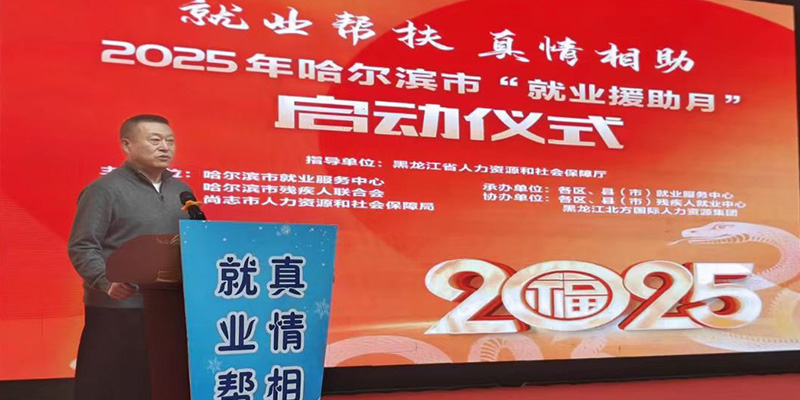 就业帮扶 真情相助
2025年哈尔滨市“就业援助月”
启动仪式
指导单位：黑龙江省人力资源和社会保障厅
哈尔滨市就业服务中心
哈尔滨市残疾人联合会
尚志市人力资源和社会保障局
承办单位：各区、县（市）就业服务中心
协办单位：各区、县（市）残疾人就业中心
黑龙江北方国际人力资源集团
2025
福
真情相
就业帮